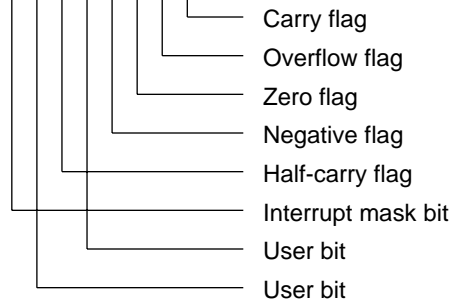 Carry flag
Overflow flag
Zero flag
Negative flag
Half-carry flag
Interrupt mask bit
User bit
User bit